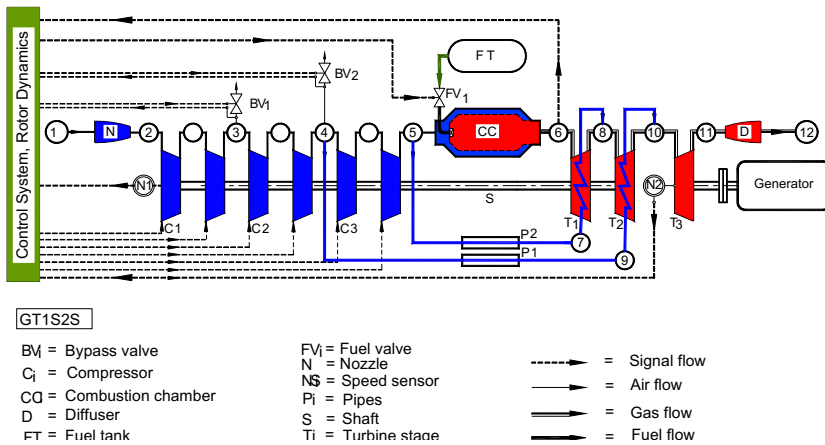 Control System, Rotor Dynamics
BV2
F T
BV1
FV1
1
N
2
3
4
5
CC
6
8
10
11
D
12
N1
S
N2
Generator
C1
C2
C3
T1
T2
T3
P2
7
P1
9
GT1S2S
BVi = Bypass valve
Ci = Compressor
CCi = Combustion chamber
D = Diffuser
FT = Fuel tank
FVi = Fuel valve
N = Nozzle
NS = Speed sensor
Pi = Pipes
S = Shaft
Ti = Turbine stage
= Signal flow
= Air flow
= Gas flow
= Fuel flow